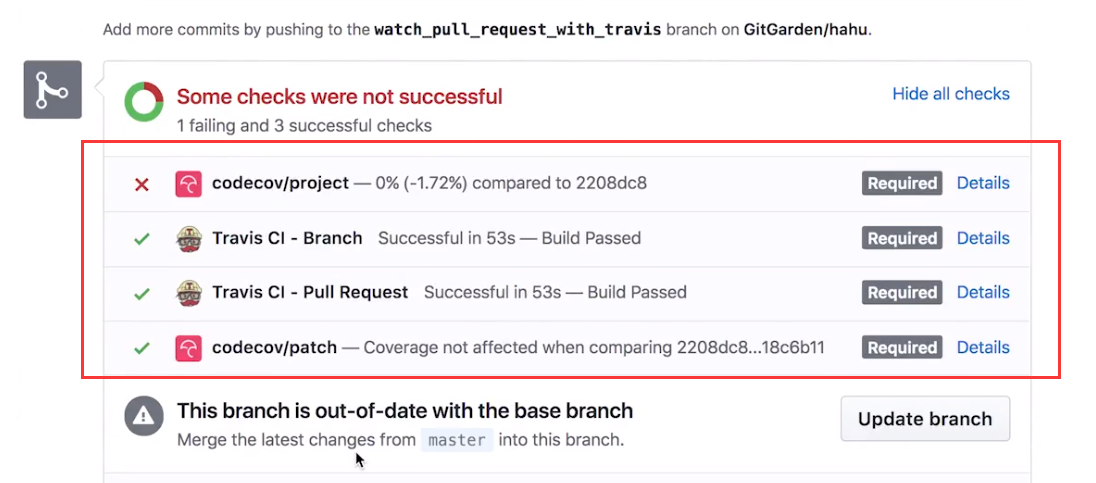 Add more commits by pushing to the watch_pull_request_with_travis branch on GitGarden/hahu.
Some checks were not successful
Hide all checks
1 failing and 3 successful checks
codecov/project — 0% (-1.72%) compared to 2208dc8 Required Details
Travis CI - Branch Successful in 53s — Build Passed Required Details
Travis CI - Pull Request Successful in 53s — Build Passed Required Details
codecov/patch — Coverage not affected when comparing 2208dc8...18c6b11 Required Details
This branch is out-of-date with the base branch
Update branch
Merge the latest changes from master into this branch.